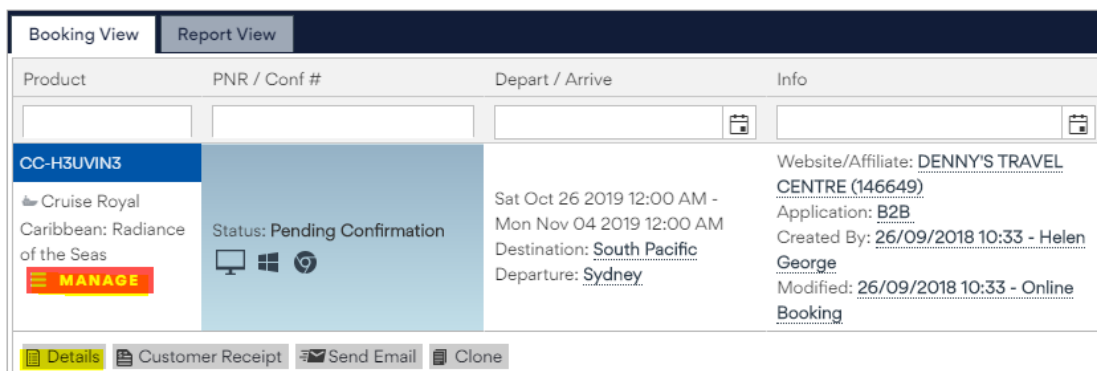 Booking View
Report View
Product
PNR / Conf #
Depart / Arrive
Info
CC-H3UVIN3
Cruise Royal
Caribbean: Radiance
of the Seas
MANAGE
Status: Pending Confirmation
Sat Oct 26 2019 12:00 AM -
Mon Nov 04 2019 12:00 AM
Destination: South Pacific
Departure: Sydney
Website/Affiliate: DENNY'S TRAVEL
CENTRE (146649)
Application: B2B
Created By: 26/09/2018 10:33 - Helen
George
Modified: 26/09/2018 10:33 - Online
Booking
Details
Customer Receipt
Send Email
Clone